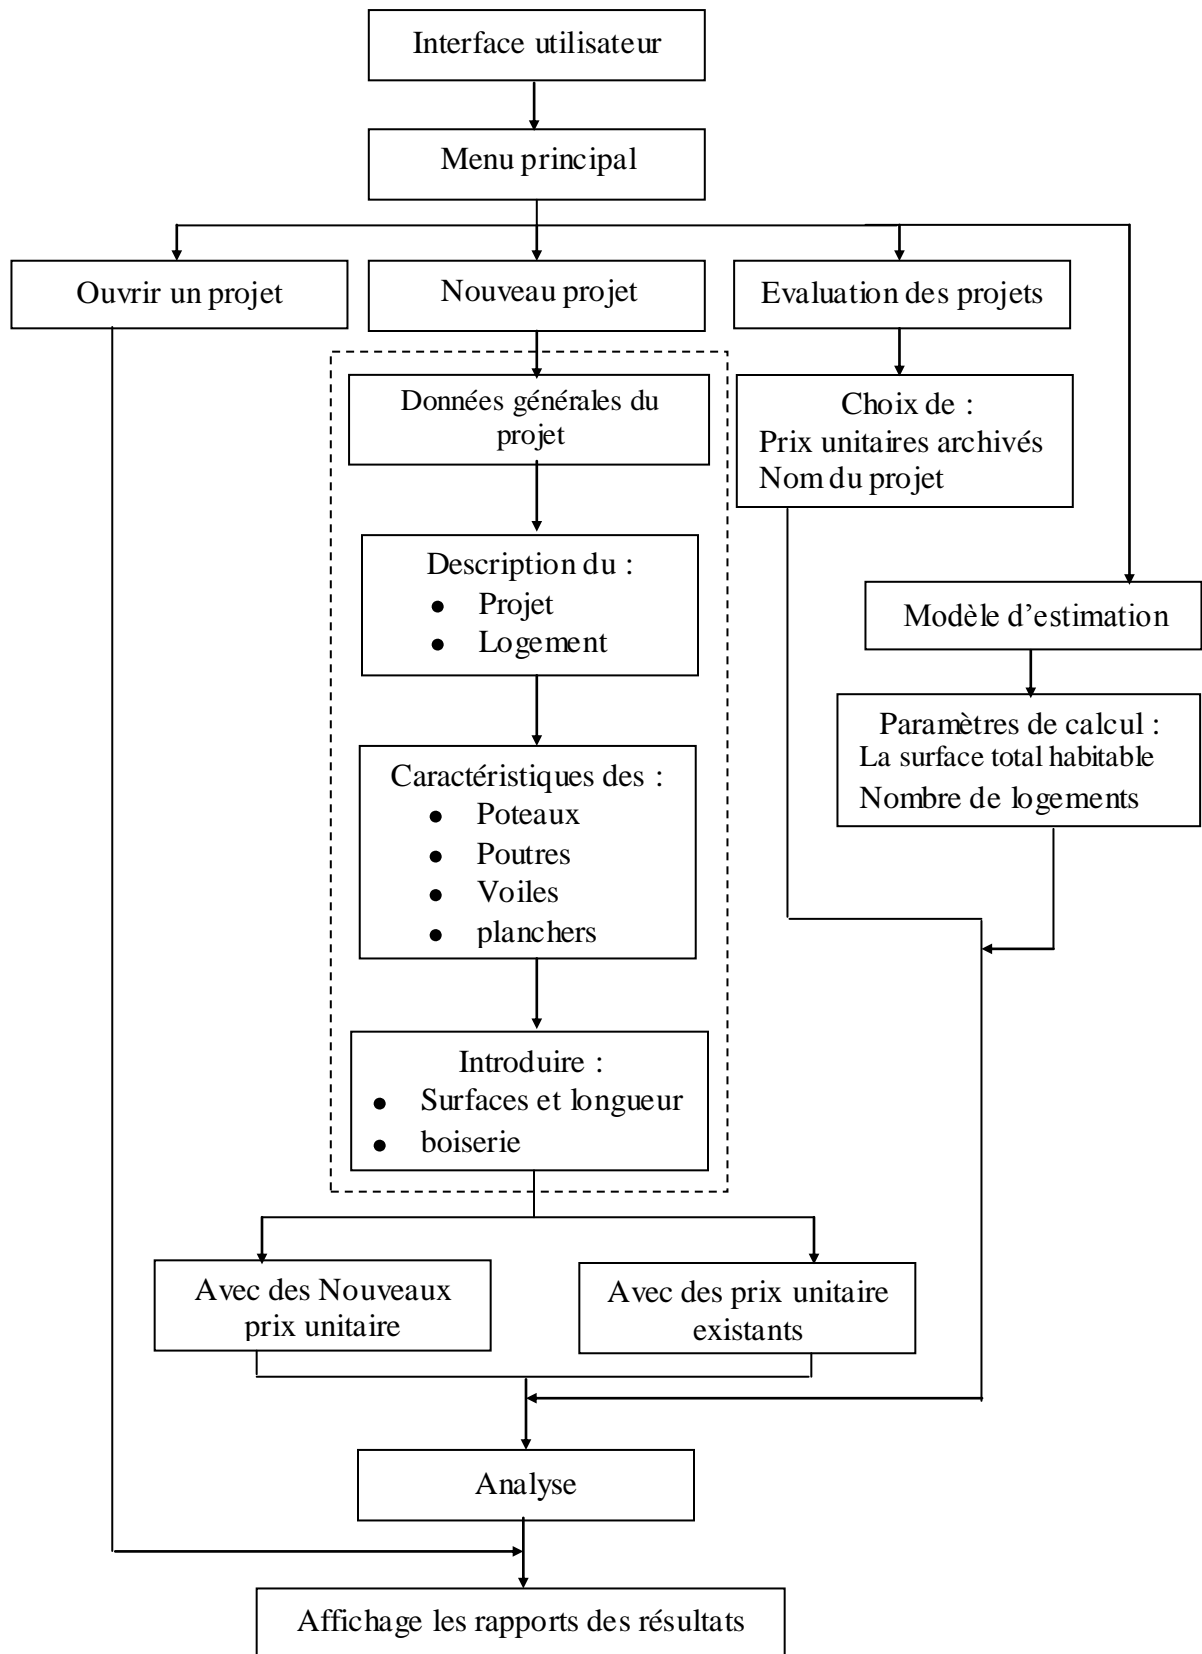 Interface utilisateur
Menu principal
Ouvrir un projet
Nouveau projet
Evaluation des projets
Données générales du
projet
Choix de :
Prix unitaires archivés
Nom du projet
Description du :
● Projet
● Logement
Modèle d’estimation
Paramètres de calcul :
La surface total habitable
Nombre de logements
Caractéristiques des :
● Poteaux
● Poutres
● Voiles
● planchers
Introduire :
● Surfaces et longueur
● boiserie
Avec des Nouveaux
prix unitaire
Avec des prix unitaire
existants
Analyse
Affichage les rapports des résultats